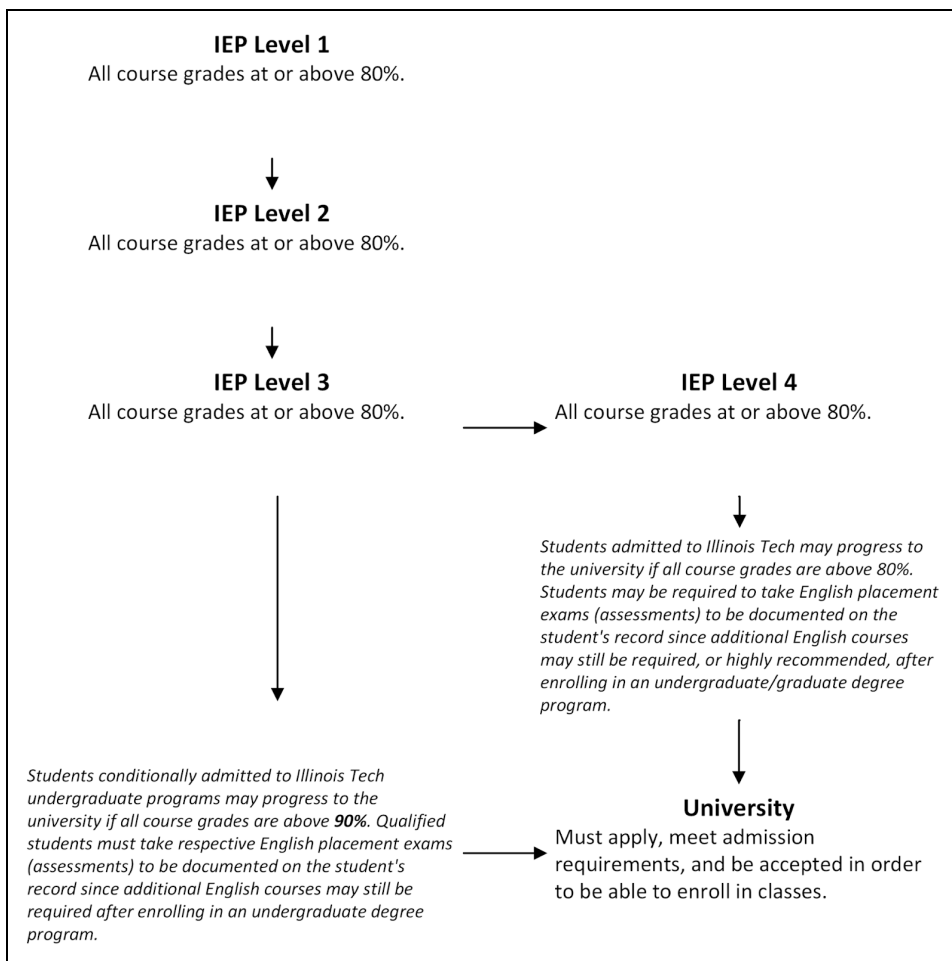 IEP Level 1
All course grades at or above 80%.
IEP Level 2
All course grades at or above 80%.
IEP Level 3
All course grades at or above 80%.
IEP Level 4
All course grades at or above 80%.
Students admitted to Illinois Tech may progress to
the university if all course grades are above 80%.
Students may be required to take English placement
exams (assessments) to be documented on the
student's record since additional English courses
may still be required, or highly recommended, after
enrolling in an undergraduate/graduate degree
program.
Students conditionally admitted to Illinois Tech
undergraduate programs may progress to the
university if all course grades are above 90%. Qualified
students must take respective English placement exams
(assessments) to be documented on the student's
record since additional English courses may still be
required after enrolling in an undergraduate degree
program.
University
Must apply, meet admission
requirements, and be accepted in order
to be able to enroll in classes.